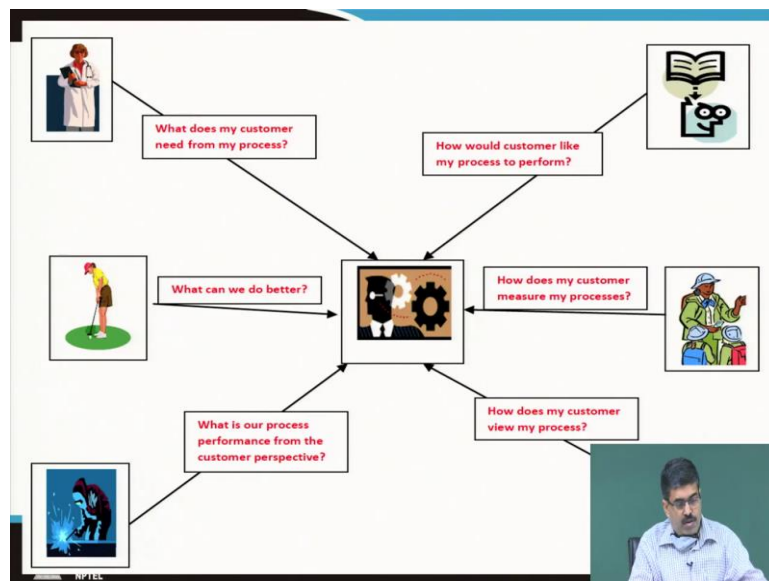 What does my customer
need from my process?
How would customer like
my process to perform?
What can we do better?
How does my customer
measure my processes?
What is our process
performance from the
customer perspective?
How does my customer
view my process?
NPTEL